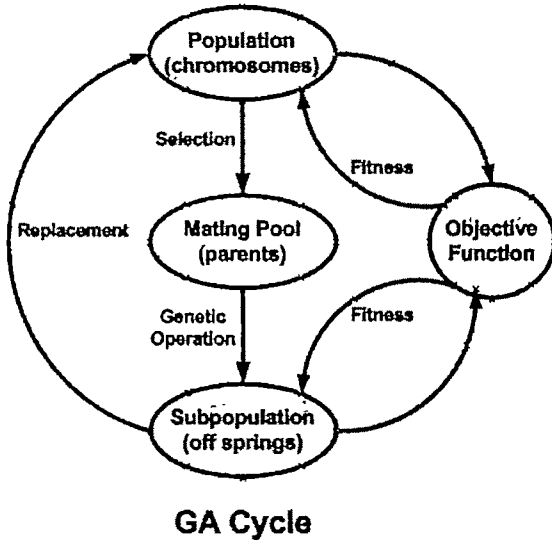 Population
(chromosomes)
Selection
Fitness
Replacement
Mating Pool
(parents)
Objective
Function
Genetic
Operation
Fitness
Subpopulation
(off springs)
GA Cycle